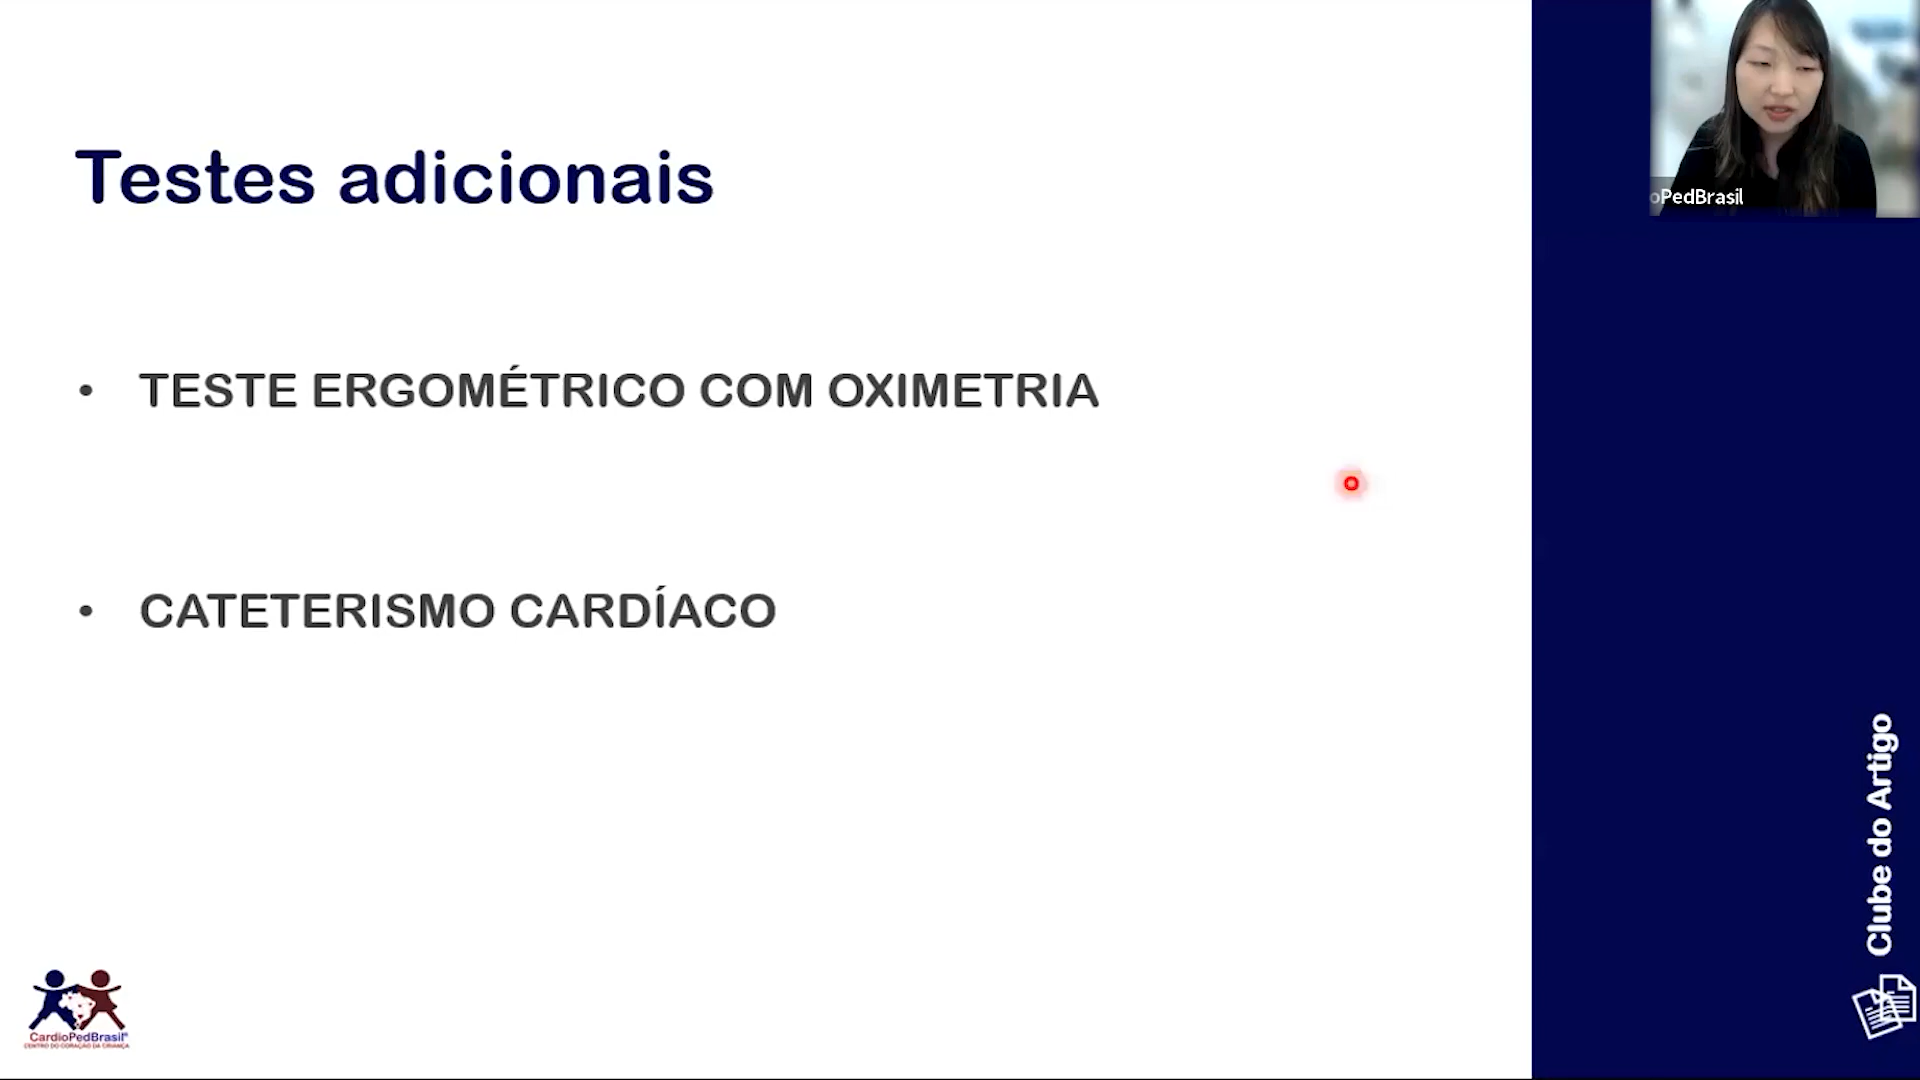 Testes adicionais
• TESTE ERGOMÉTRICO COM OXIMETRIA
• CATETERISMO CARDÍACO
oPedBrasil
Clube do Artigo
CardioPedBrasil®
CENTRO DO CORAÇÃO DA CRIANÇA